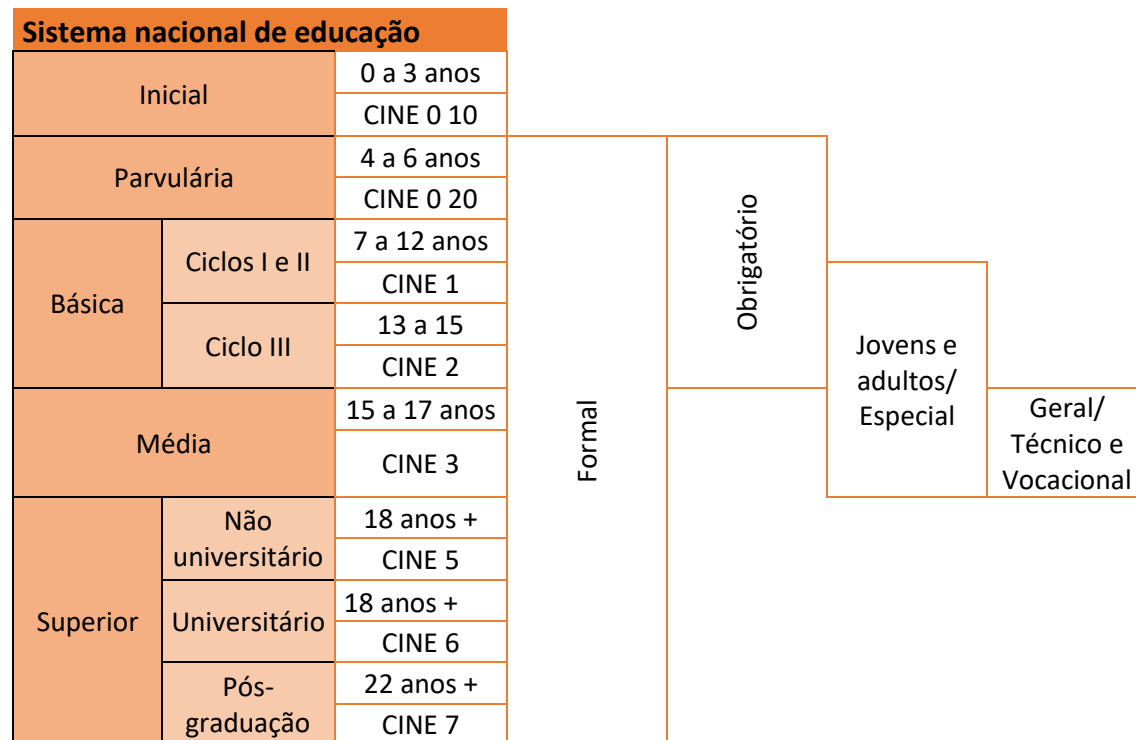 Sistema nacional de educação
Inicial
0 a 3 anos
CINE 0 10
Parvulária
4 a 6 anos
CINE 0 20
Básica
Ciclos I e II
7 a 12 anos
CINE 1
Ciclo III
13 a 15
CINE 2
Média
15 a 17 anos
CINE 3
Superior
Não
universitário
18 anos +
CINE 5
Universitário
18 anos +
CINE 6
Pós-
graduação
22 anos +
CINE 7
Formal
Obrigatório
Jovens e
adultos/
Especial
Geral/
Técnico e
Vocacional